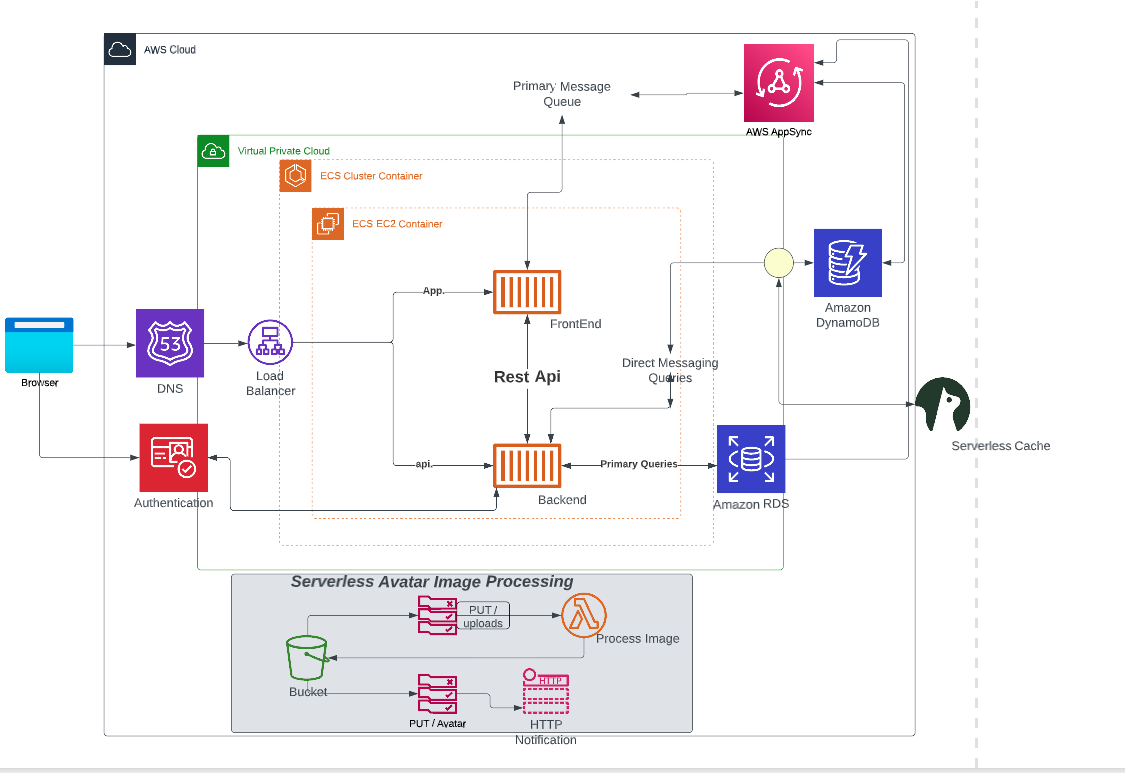 AWS Cloud
Primary Message
Queue
AWS AppSync
Virtual Private Cloud
ECS Cluster Container
ECS EC2 Container
App.
FrontEnd
Amazon
DynamoDB
53
DNS
Load
Balancer
Browser
Rest Api
Direct Messaging
Queries
Serverless Cache
api.
Primary Queries
Authentication
Backend
Amazon RDS
Serverless Avatar Image Processing
PUT /
uploads
Process Image
Bucket
HTTP
PUT / Avatar
HTTP
Notification